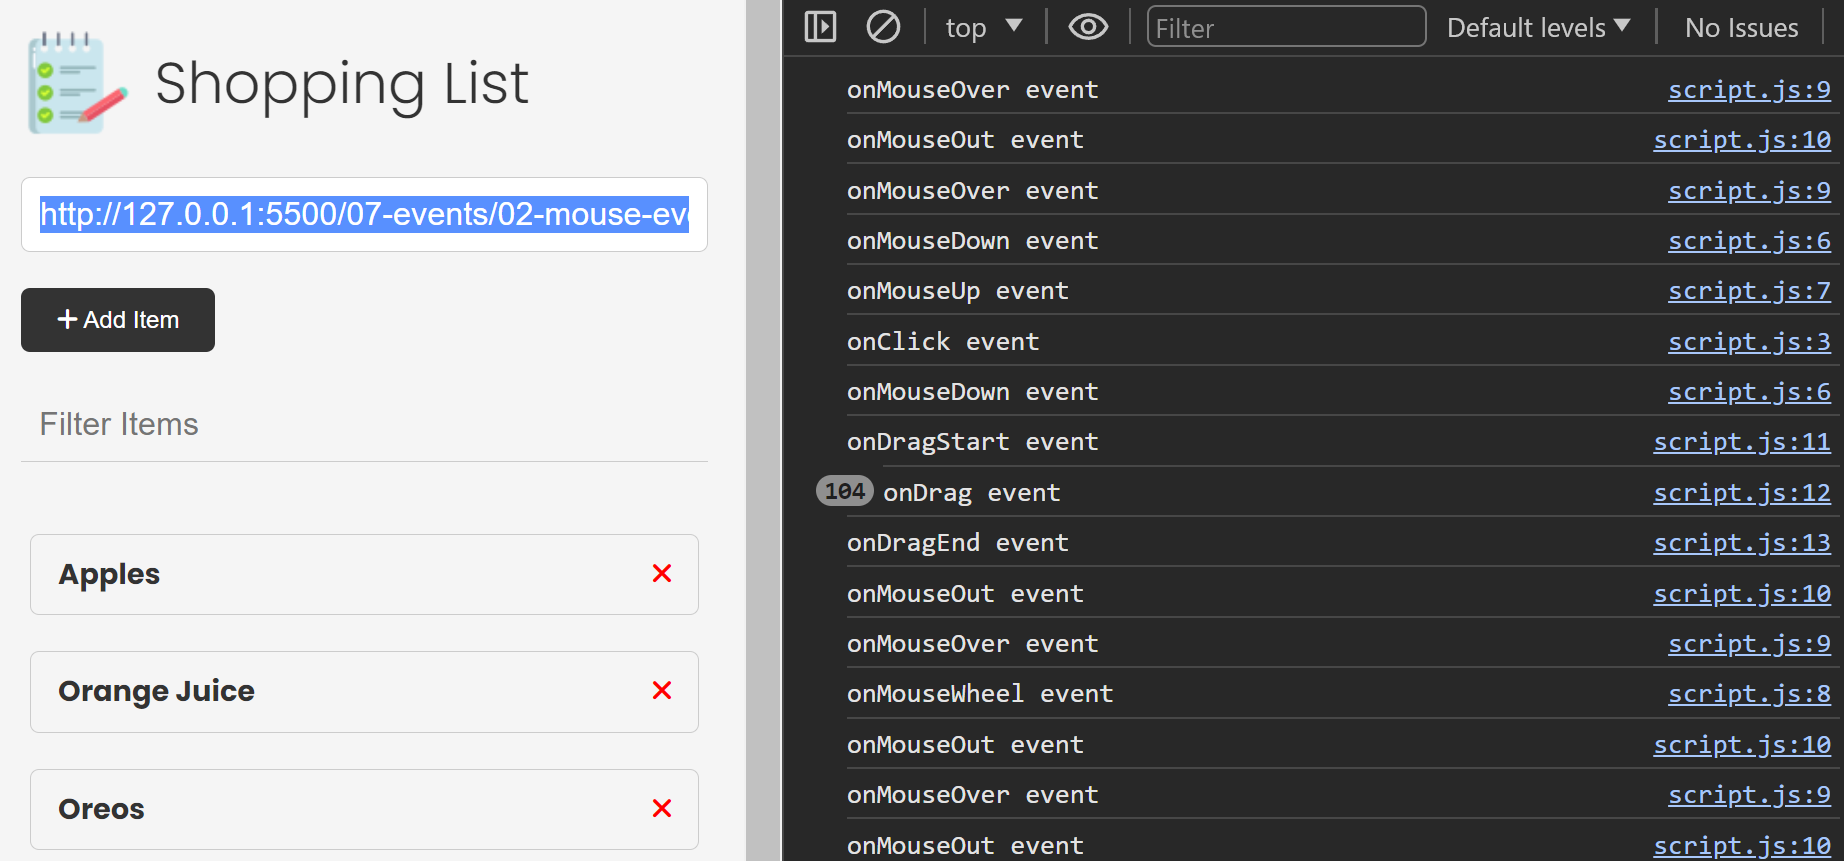 Shopping List
http://127.0.0.1:5500/07-events/02-mouse-eve
+ Add Item
Filter Items
Apples
Orange Juice
Oreos
top
Filter
Default levels
No Issues
onMouseOver event script.js:9
onMouseOut event script.js:10
onMouseOver event script.js:9
onMouseDown event script.js:6
onMouseUp event script.js:7
onClick event script.js:3
onMouseDown event script.js:6
onDragStart event script.js:11
104 onDrag event script.js:12
onDragEnd event script.js:13
onMouseOut event script.js:10
onMouseOver event script.js:9
onMouseWheel event script.js:8
onMouseOut event script.js:10
onMouseOver event script.js:9
onMouseOut event script.js:10